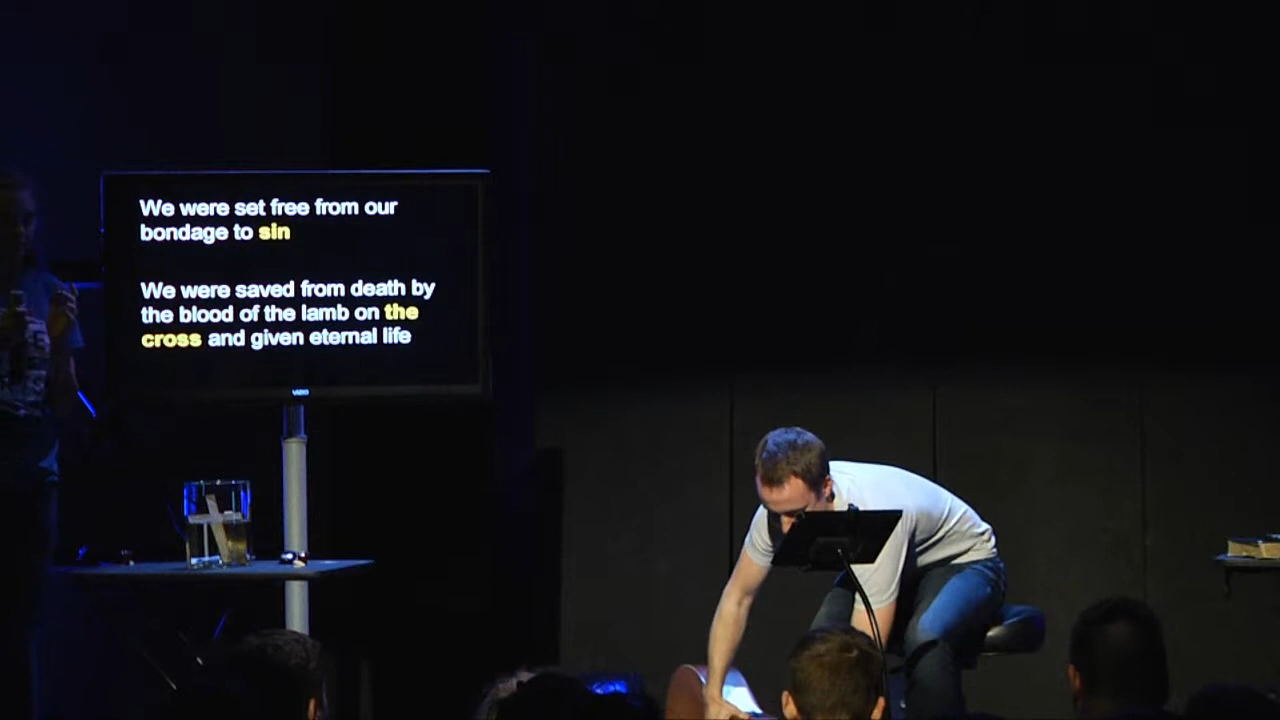 We were set free from our
bondage to sin
We were saved from death by
the blood of the lamb on the
cross and given eternal life
VIZIO